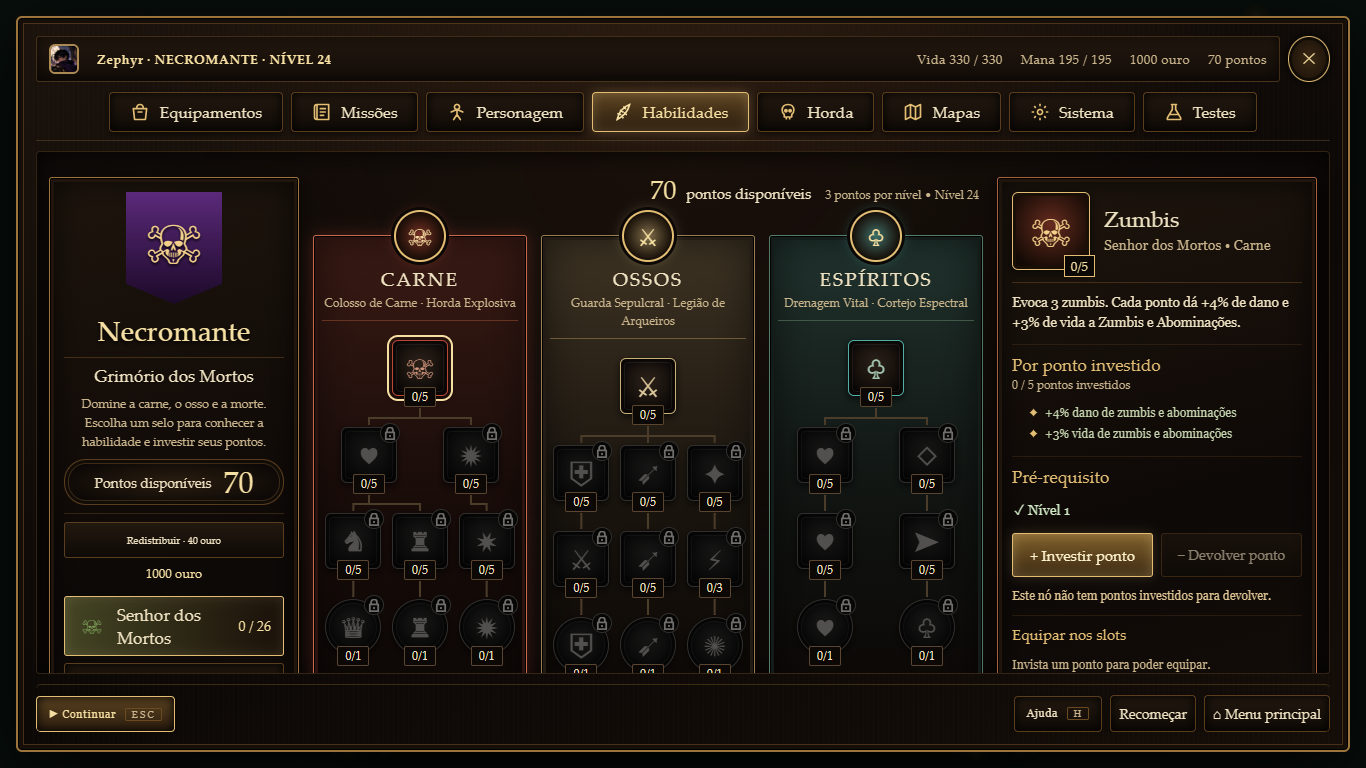 Zephyr · NECROMANTE · NÍVEL 24
Vida 330 / 330 Mana 195 / 195 1000 ouro 70 pontos
Equipamentos Missões Personagem Habilidades Horda Mapas Sistema Testes
Necromante
Grimório dos Mortos
Domine a carne, o osso e a morte.
Escolha um selo para conhecer a
habilidade e investir seus pontos.
Pontos disponíveis 70
Redistribuir · 40 ouro
1000 ouro
Senhor dos
Mortos
0 / 26
70 pontos disponíveis 3 pontos por nível • Nível 24
CARNE
Colosso de Carne · Horda Explosiva
0/5
0/5 0/5
0/5 0/5 0/5
0/1 0/1 0/1
OSSOS
Guarda Sepulcral · Legião de
Arqueiros
0/5
0/5 0/5 0/5
0/5 0/5 0/3
0/1 0/1 0/1
ESPÍRITOS
Drenagem Vital · Cortejo Espectral
0/5
0/5 0/5
0/5 0/5
0/1 0/1
Zumbis
Senhor dos Mortos • Carne
0/5
Evoca 3 zumbis. Cada ponto dá +4% de dano e
+3% de vida a Zumbis e Abominações.
Por ponto investido
0 / 5 pontos investidos
+4% dano de zumbis e abominações
+3% vida de zumbis e abominações
Pré-requisito
✓ Nível 1
+ Investir ponto − Devolver ponto
Este nó não tem pontos investidos para devolver.
Equipar nos slots
Invista um ponto para poder equipar.
▶ Continuar ESC
Ajuda H Recomeçar ⌂ Menu principal